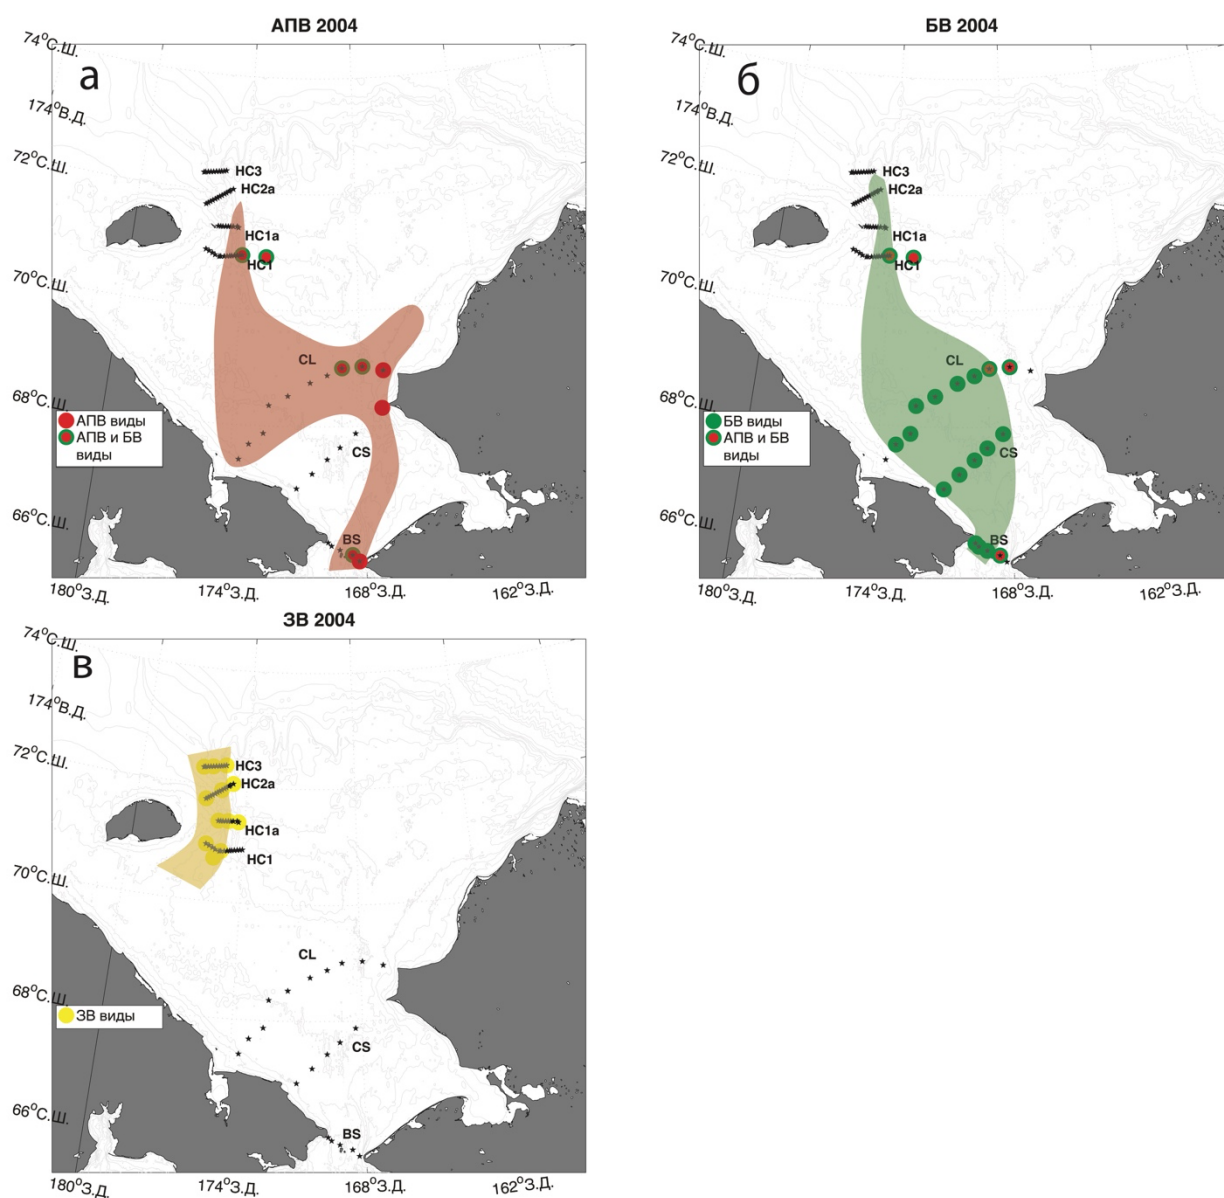 АПВ 2004
74°С.Ш.
а
174°В.Д.
72°С.Ш.
HC3
HC2a
HC1a
HC1
70°С.Ш.
CL
68°С.Ш.
АПВ виды
АПВ и БВ
виды
CS
66°С.Ш.
BS
180°З.Д.
174°З.Д.
168°З.Д.
162°З.Д.
БВ 2004
74°С.Ш.
б
174°В.Д.
72°С.Ш.
HC3
HC2a
HC1a
HC1
70°С.Ш.
CL
68°С.Ш.
БВ виды
АПВ и БВ
виды
CS
66°С.Ш.
BS
180°З.Д.
174°З.Д.
168°З.Д.
162°З.Д.
ЗВ 2004
74°С.Ш.
в
174°В.Д.
72°С.Ш.
HC3
HC2a
HC1a
HC1
70°С.Ш.
CL
68°С.Ш.
ЗВ виды
CS
66°С.Ш.
BS
180°З.Д.
174°З.Д.
168°З.Д.
162°З.Д.